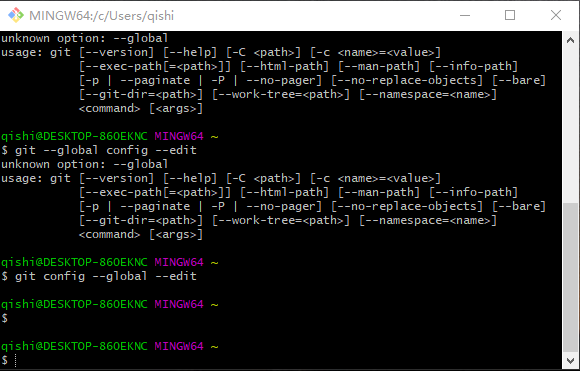 MINGW64:/c/Users/qishi
unknown option: --global
usage: git [--version] [--help] [-C <path>] [-c <name>=<value>]
[--exec-path[=<path>]] [--html-path] [--man-path] [--info-path]
[-p | --paginate | -P | --no-pager] [--no-replace-objects] [--bare]
[--git-dir=<path>] [--work-tree=<path>] [--namespace=<name>]
<command> [<args>]
qishi@DESKTOP-860EKNC MINGW64 ~
$ git --global config --edit
unknown option: --global
usage: git [--version] [--help] [-C <path>] [-c <name>=<value>]
[--exec-path[=<path>]] [--html-path] [--man-path] [--info-path]
[-p | --paginate | -P | --no-pager] [--no-replace-objects] [--bare]
[--git-dir=<path>] [--work-tree=<path>] [--namespace=<name>]
<command> [<args>]
qishi@DESKTOP-860EKNC MINGW64 ~
$ git config --global --edit
qishi@DESKTOP-860EKNC MINGW64 ~
$
qishi@DESKTOP-860EKNC MINGW64 ~
$